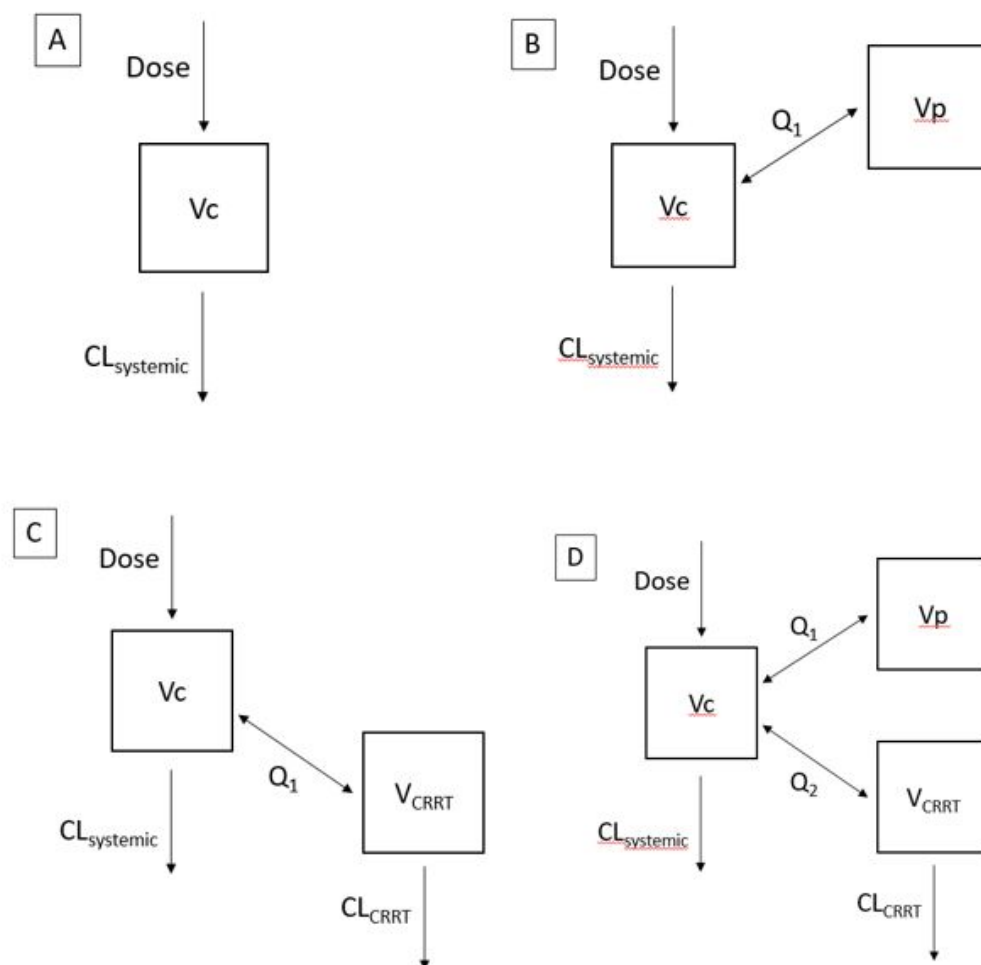 A
Dose
Vc
CLsystemic
B
Dose
Q1
Vp
Vc
CLsystemic
C
Dose
Vc
Q1
VCRRT
CLsystemic
CLCRRT
D
Dose
Q1
Vp
Vc
Q2
VCRRT
CLsystemic
CLCRRT